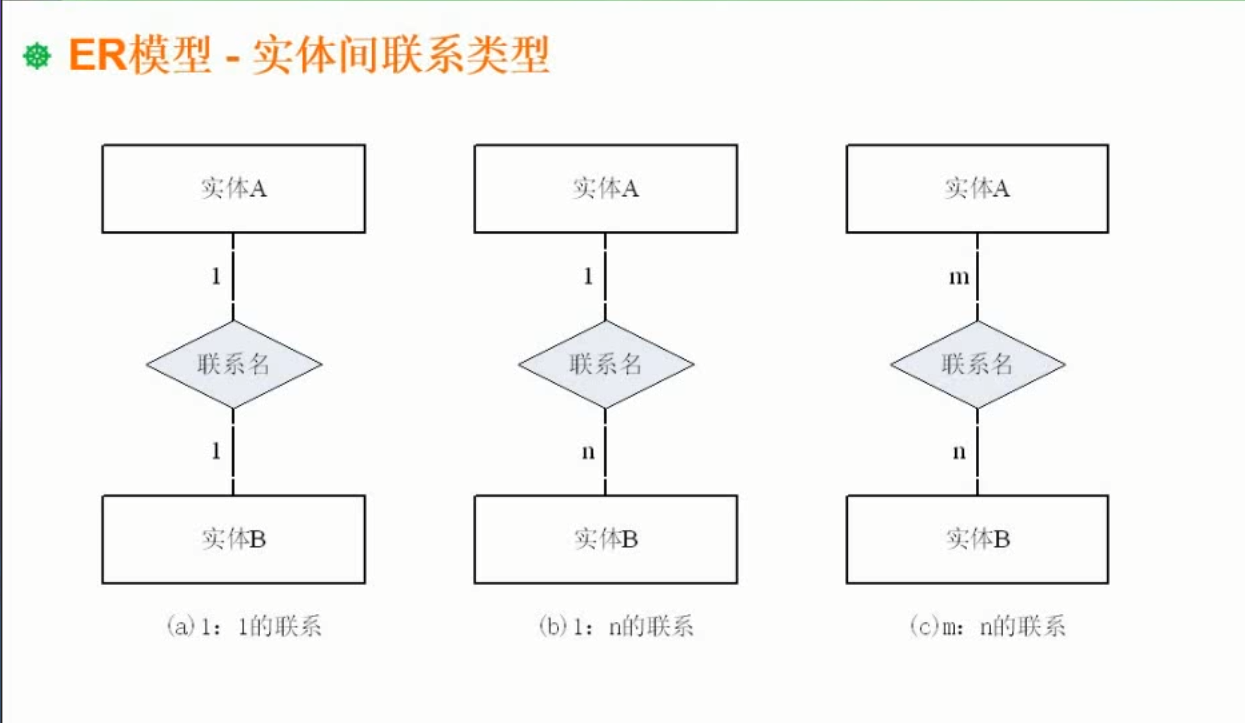 ER模型 - 实体间联系类型
实体A
1
联系名
1
实体B
(a)1：1的联系
实体A
1
联系名
n
实体B
(b)1：n的联系
实体A
m
联系名
n
实体B
(c)m：n的联系